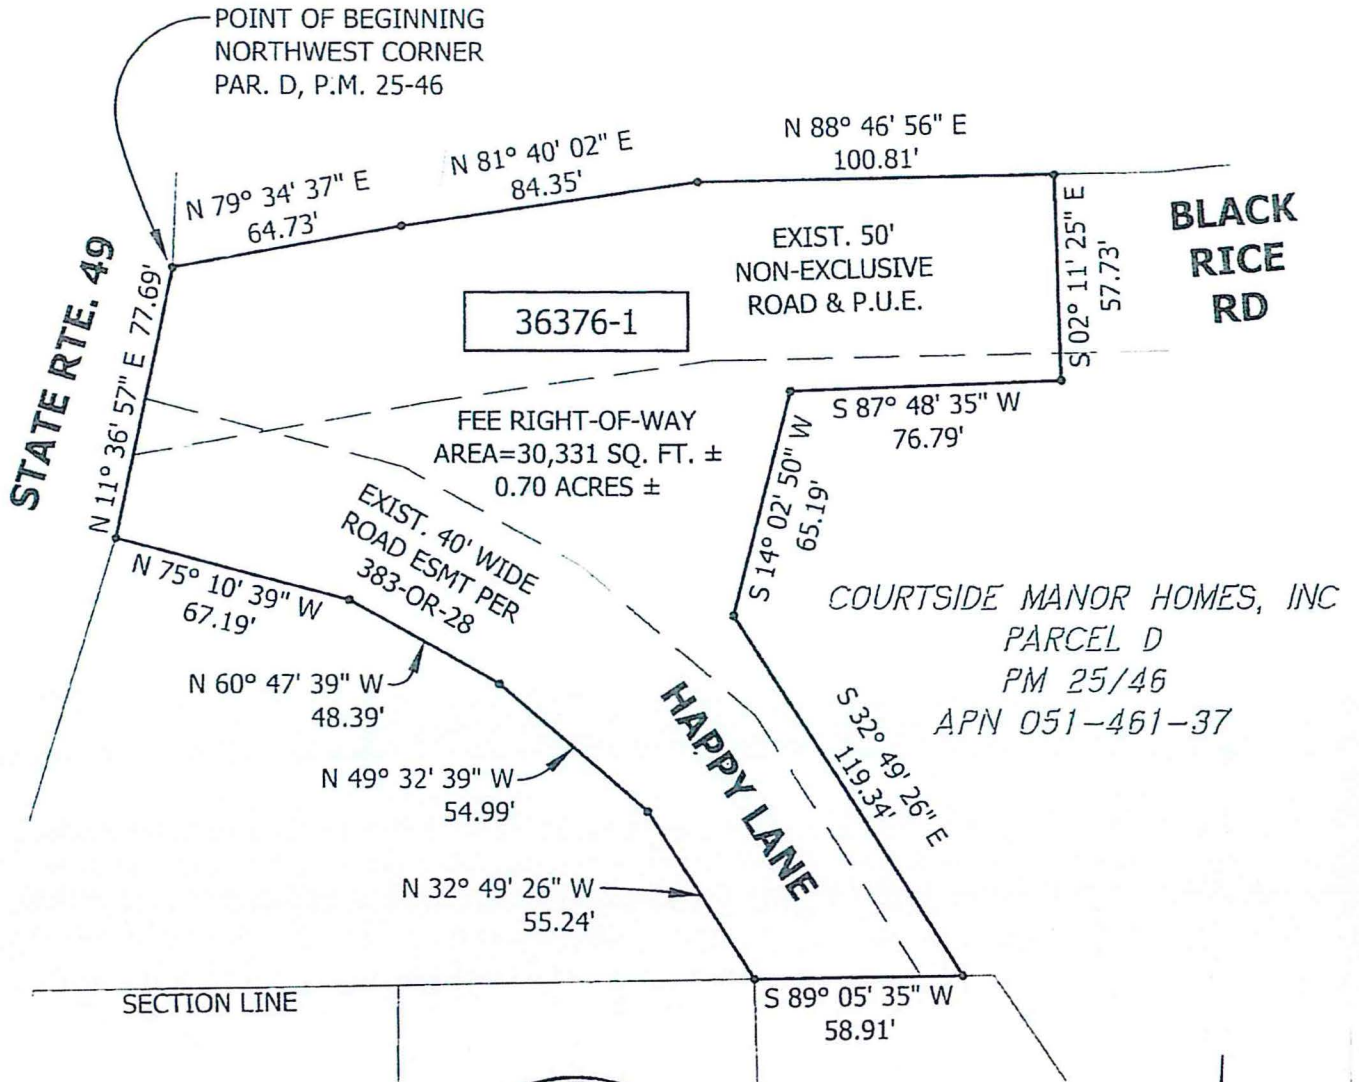 POINT OF BEGINNING
NORTHWEST CORNER
PAR. D, P.M. 25-46
N 79° 34' 37" E
64.73'
N 81° 40' 02" E
84.35'
N 88° 46' 56" E
100.81'
STATE RTE. 49
N 11° 36' 57" E 77.69'
36376-1
EXIST. 50'
NON-EXCLUSIVE
ROAD & P.U.E.
S 02° 11' 25" E
57.73'
BLACK
RICE
RD
FEE RIGHT-OF-WAY
AREA=30,331 SQ. FT. ±
0.70 ACRES ±
S 87° 48' 35" W
76.79'
S 14° 02' 50" W
65.19'
EXIST. 40' WIDE
ROAD ESMT PER
383-OR-28
N 75° 10' 39" W
67.19'
COURTSIDE MANOR HOMES, INC
PARCEL D
PM 25/46
APN 051-461-37
N 60° 47' 39" W
48.39'
HAPPY LANE
S 32° 49' 26" E
119.34'
N 49° 32' 39" W
54.99'
N 32° 49' 26" W
55.24'
SECTION LINE
S 89° 05' 35" W
58.91'